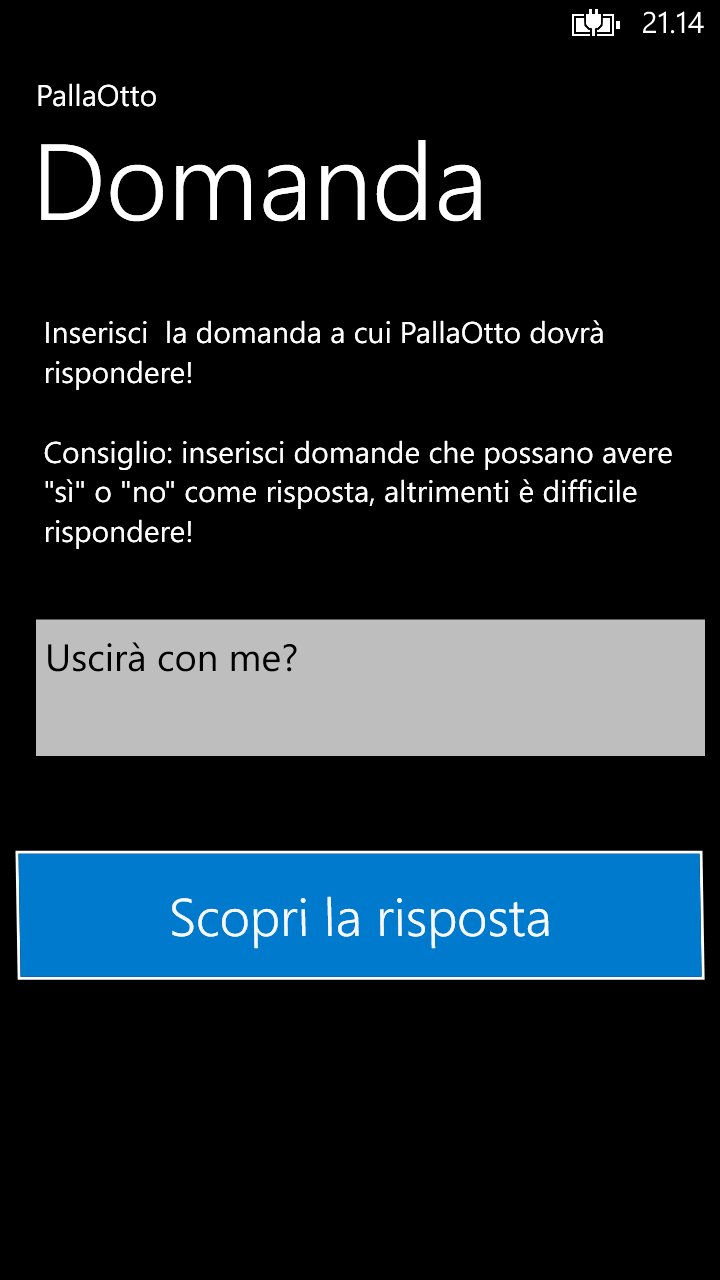 21.14
PallaOtto
Domanda
Inserisci  la domanda a cui PallaOtto dovrà
rispondere!
Consiglio: inserisci domande che possano avere
"sì" o "no" come risposta, altrimenti è difficile
rispondere!
Uscirà con me?
Scopri la risposta